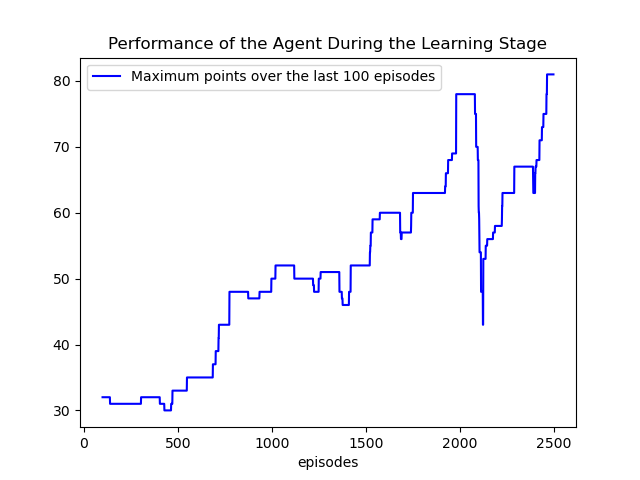 Performance of the Agent During the Learning Stage
Maximum points over the last 100 episodes
80
70
60
50
40
30
0 500 1000 1500 2000 2500
episodes